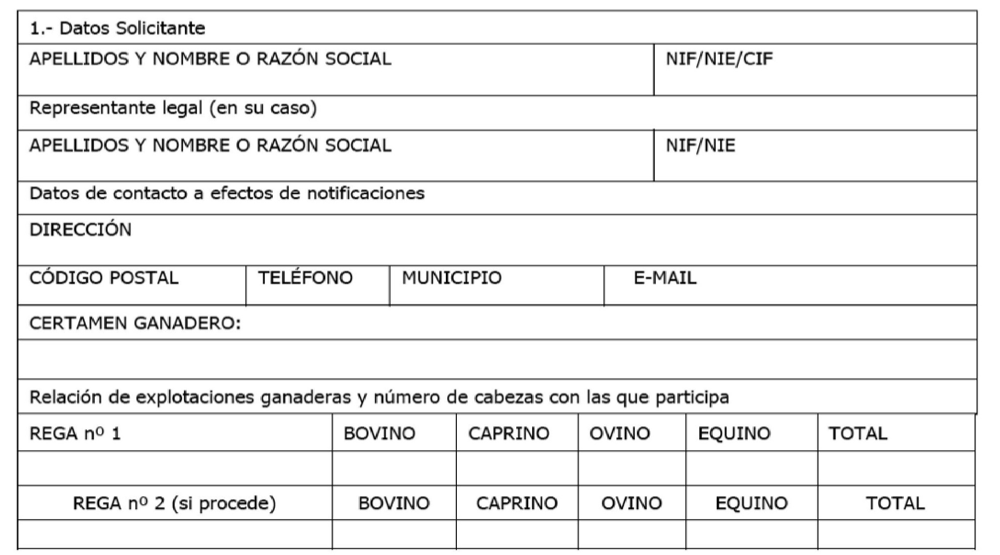 1.- Datos Solicitante
APELLIDOS Y NOMBRE O RAZÓN SOCIAL NIF/NIE/CIF
Representante legal (en su caso)
APELLIDOS Y NOMBRE O RAZÓN SOCIAL NIF/NIE
Datos de contacto a efectos de notificaciones
DIRECCIÓN
CÓDIGO POSTAL TELÉFONO MUNICIPIO E-MAIL
CERTAMEN GANADERO:
Relación de explotaciones ganaderas y número de cabezas con las que participa
REGA nº 1 BOVINO CAPRINO OVINO EQUINO TOTAL
REGA nº 2 (si procede) BOVINO CAPRINO OVINO EQUINO TOTAL